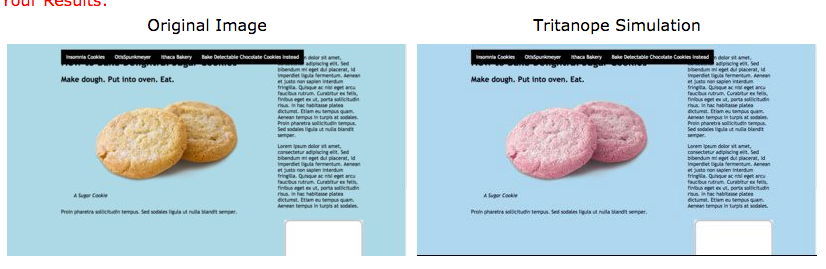 Your Results:
Original Image
Tritanope Simulation
Insomnia Cookies OtisSpunkmeyer Ithaca Bakery Bake Delectable Chocolate Cookies Instead
Make dough. Put into oven. Eat.
A Sugar Cookie
Proin pharetra sollicitudin tempus. Sed sodales ligula ut nulla blandit semper.
dolor sit amet,
consectetur adipiscing elit. Sed
bibendum mi eget dui placerat, id
imperdiet ligula fermentum. Aenean
et justo non sapien interdum
fringilla. Quisque ac nisl eget arcu
faucibus rutrum. Curabitur ex felis,
finibus eget ex ut, porta sollicitudin
risus. In hac habitasse platea
dictumst. Etiam eu tempus quam.
Aenean tempus in turpis at sodales.
Proin pharetra sollicitudin tempus.
Sed sodales ligula ut nulla blandit
semper.
Lorem ipsum dolor sit amet,
consectetur adipiscing elit. Sed
bibendum mi eget dui placerat, id
imperdiet ligula fermentum. Aenean
et justo non sapien interdum
fringilla. Quisque ac nisl eget arcu
faucibus rutrum. Curabitur ex felis,
finibus eget ex ut, porta sollicitudin
risus. In hac habitasse platea
dictumst. Etiam eu tempus quam.
Aenean tempus in turpis at sodales.
Insomnia Cookies OtisSpunkmeyer Ithaca Bakery Bake Delectable Chocolate Cookies Instead
Make dough. Put into oven. Eat.
A Sugar Cookie
Proin pharetra sollicitudin tempus. Sed sodales ligula ut nulla blandit semper.
dolor sit amet,
consectetur adipiscing elit. Sed
bibendum mi eget dui placerat, id
imperdiet ligula fermentum. Aenean
et justo non sapien interdum
fringilla. Quisque ac nisl eget arcu
faucibus rutrum. Curabitur ex felis,
finibus eget ex ut, porta sollicitudin
risus. In hac habitasse platea
dictumst. Etiam eu tempus quam.
Aenean tempus in turpis at sodales.
Proin pharetra sollicitudin tempus.
Sed sodales ligula ut nulla blandit
semper.
Lorem ipsum dolor sit amet,
consectetur adipiscing elit. Sed
bibendum mi eget dui placerat, id
imperdiet ligula fermentum. Aenean
et justo non sapien interdum
fringilla. Quisque ac nisl eget arcu
faucibus rutrum. Curabitur ex felis,
finibus eget ex ut, porta sollicitudin
risus. In hac habitasse platea
dictumst. Etiam eu tempus quam.
Aenean tempus in turpis at sodales.